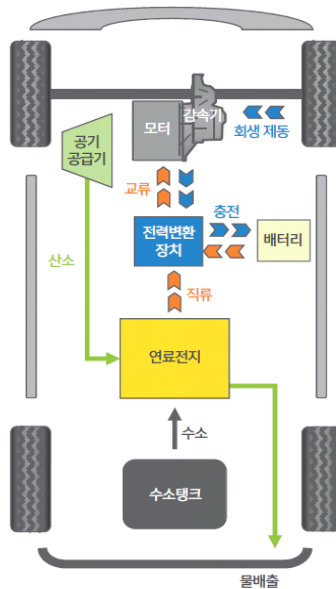 감속기
모터
회생 제동
공기
공급기
교류
충전
전력변환
장치
배터리
산소
직류
연료전지
수소
수소탱크
물배출